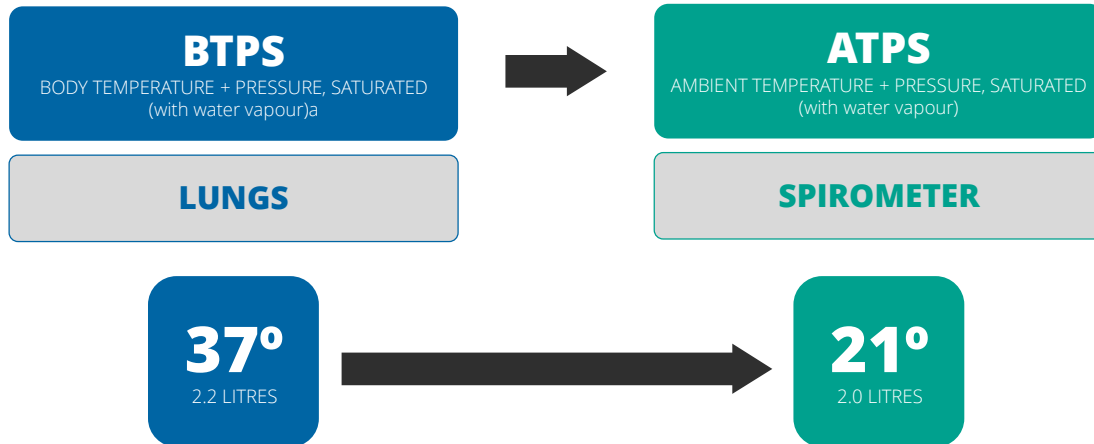 BTPS
BODY TEMPERATURE + PRESSURE, SATURATED
(with water vapour)a
ATPS
AMBIENT TEMPERATURE + PRESSURE, SATURATED
(with water vapour)
LUNGS
SPIROMETER
37º
2.2 LITRES
21º
2.0 LITRES